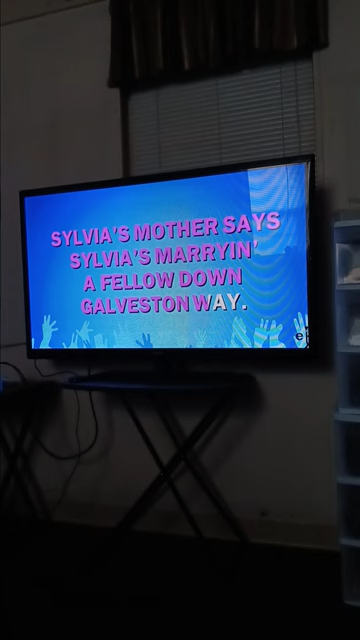 SYLVIA'S MOTHER SAYS
SYLVIA'S MARRYIN'
A FELLOW DOWN
GALVESTON WAY.
e